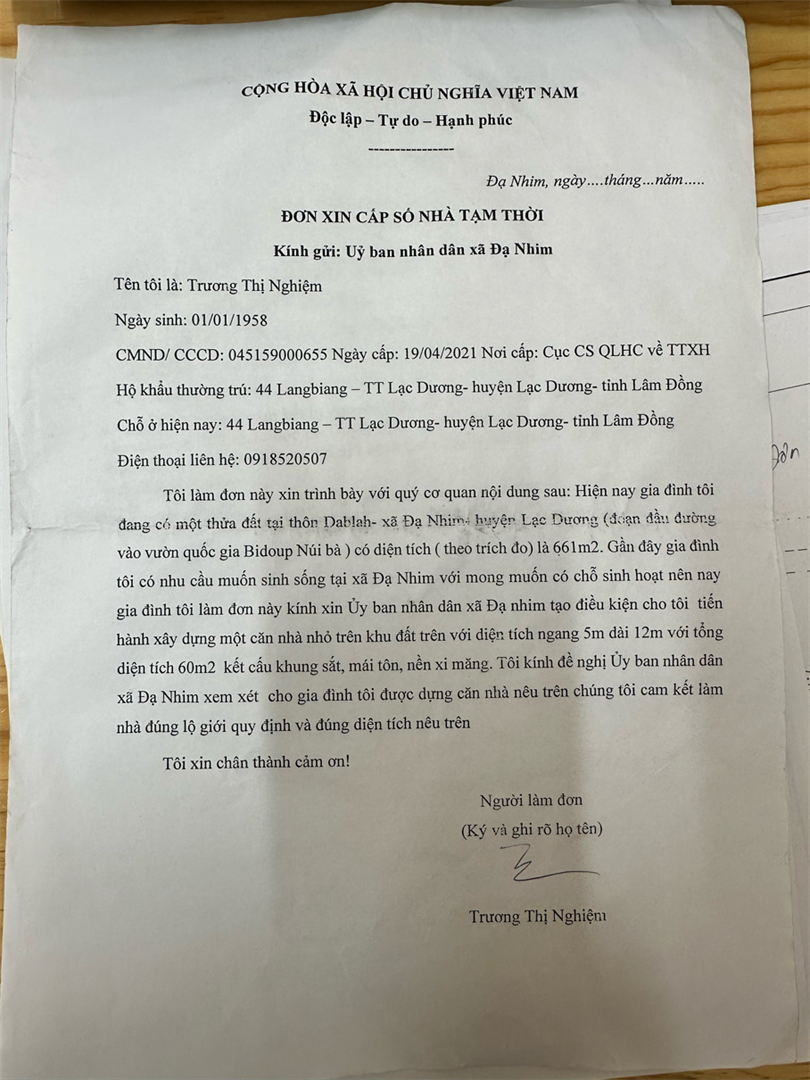 CỘNG HÒA XÃ HỘI CHỦ NGHĨA VIỆT NAM
Độc lập – Tự do – Hạnh phúc
----------------
Đạ Nhim, ngày....tháng...năm.....
ĐƠN XIN CẤP SỐ NHÀ TẠM THỜI
Kính gửi: Uỷ ban nhân dân xã Đạ Nhim
Tên tôi là: Trương Thị Nghiệm
Ngày sinh: 01/01/1958
CMND/ CCCD: 045159000655 Ngày cấp: 19/04/2021 Nơi cấp: Cục CS QLHC về TTXH
Hộ khẩu thường trú: 44 Langbiang – TT Lạc Dương- huyện Lạc Dương- tỉnh Lâm Đồng
Chỗ ở hiện nay: 44 Langbiang – TT Lạc Dương- huyện Lạc Dương- tỉnh Lâm Đồng
Điện thoại liên hệ: 0918520507
Tôi làm đơn này xin trình bày với quý cơ quan nội dung sau: Hiện nay gia đình tôi
đang có một thửa đất tại thôn Dablah- xã Đạ Nhim- huyện Lạc Dương (đoạn đầu đường
vào vườn quốc gia Bidoup Núi bà ) có diện tích ( theo trích đo) là 661m2. Gần đây gia đình
tôi có nhu cầu muốn sinh sống tại xã Đạ Nhim với mong muốn có chỗ sinh hoạt nên nay
gia đình tôi làm đơn này kính xin Ủy ban nhân dân xã Đạ nhim tạo điều kiện cho tôi tiến
hành xây dựng một căn nhà nhỏ trên khu đất trên với diện tích ngang 5m dài 12m với tổng
diện tích 60m2 kết cấu khung sắt, mái tôn, nền xi măng. Tôi kính đề nghị Ủy ban nhân dân
xã Đạ Nhim xem xét cho gia đình tôi được dựng căn nhà nêu trên chúng tôi cam kết làm
nhà đúng lộ giới quy định và đúng diện tích nêu trên
Tôi xin chân thành cảm ơn!
Người làm đơn
(Ký và ghi rõ họ tên)
Trương Thị Nghiệm